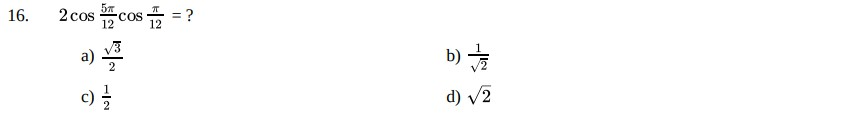 16. 2 cos 5π/12 cos π/12 = ?
a) √3/2 b) 1/√2
c) 1/2 d) √2